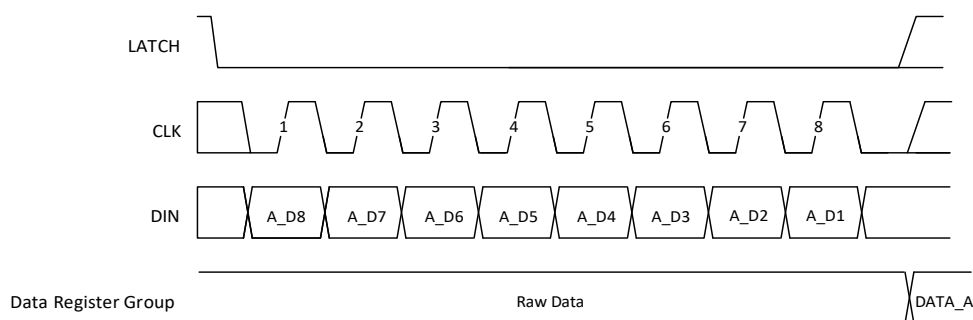 LATCH
CLK 1 2 3 4 5 6 7 8
DIN A_D8 A_D7 A_D6 A_D5 A_D4 A_D3 A_D2 A_D1
Data Register Group Raw Data DATA_A